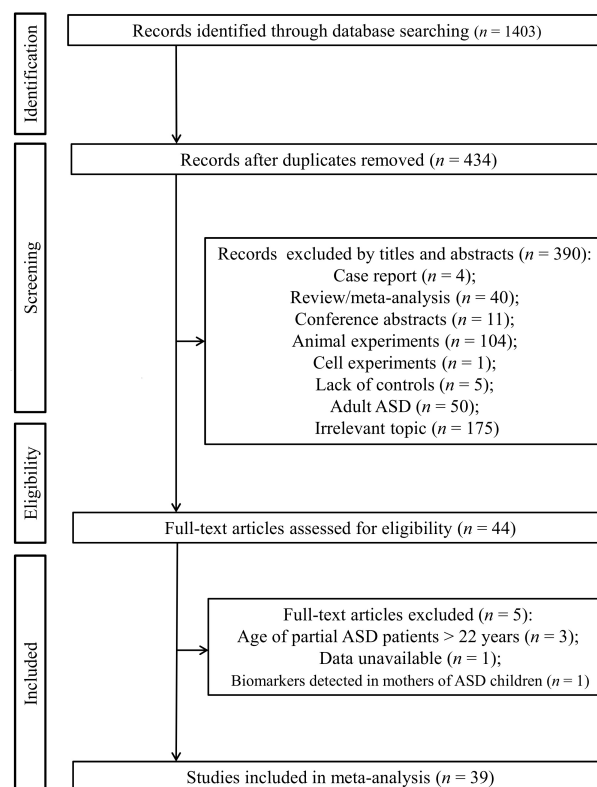 Identification
Records identified through database searching (n = 1403)
Screening
Records after duplicates removed (n = 434)
Records excluded by titles and abstracts (n = 390):
Case report (n = 4);
Review/meta-analysis (n = 40);
Conference abstracts (n = 11);
Animal experiments (n = 104);
Cell experiments (n = 1);
Lack of controls (n = 5);
Adult ASD (n = 50);
Irrelevant topic (n = 175)
Eligibility
Full-text articles assessed for eligibility (n = 44)
Included
Full-text articles excluded (n = 5):
Age of partial ASD patients > 22 years (n = 3);
Data unavailable (n = 1);
Biomarkers detected in mothers of ASD children (n = 1)
Studies included in meta-analysis (n = 39)